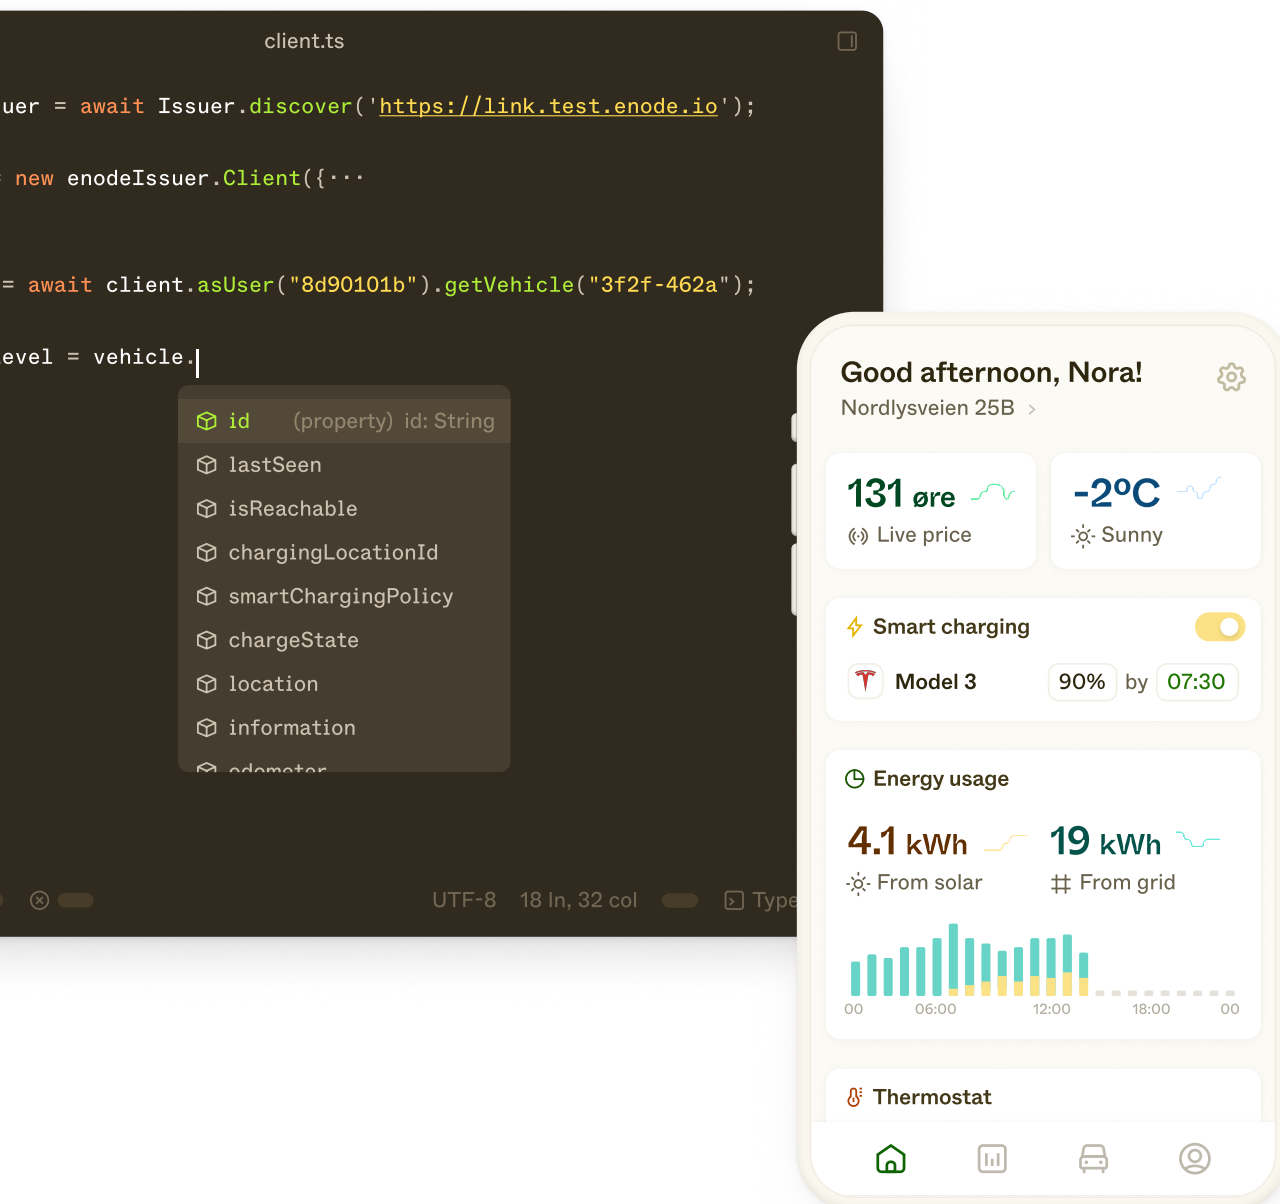 client.ts
uer = await Issuer.discover('https://link.test.enode.io');
= new enodeIssuer.Client({···
= await client.asUser("8d90101b").getVehicle("3f2f-462a");
evel = vehicle.
id (property) id: String
lastSeen
isReachable
chargingLocationId
smartChargingPolicy
chargeState
location
information
odometer
UTF-8 18 ln, 32 col Type
Good afternoon, Nora!
Nordlysveien 25B
131 øre
Live price
-2°C
Sunny
Smart charging
Model 3 90% by 07:30
Energy usage
4.1 kWh
From solar
19 kWh
From grid
00 06:00 12:00 18:00 00
Thermostat